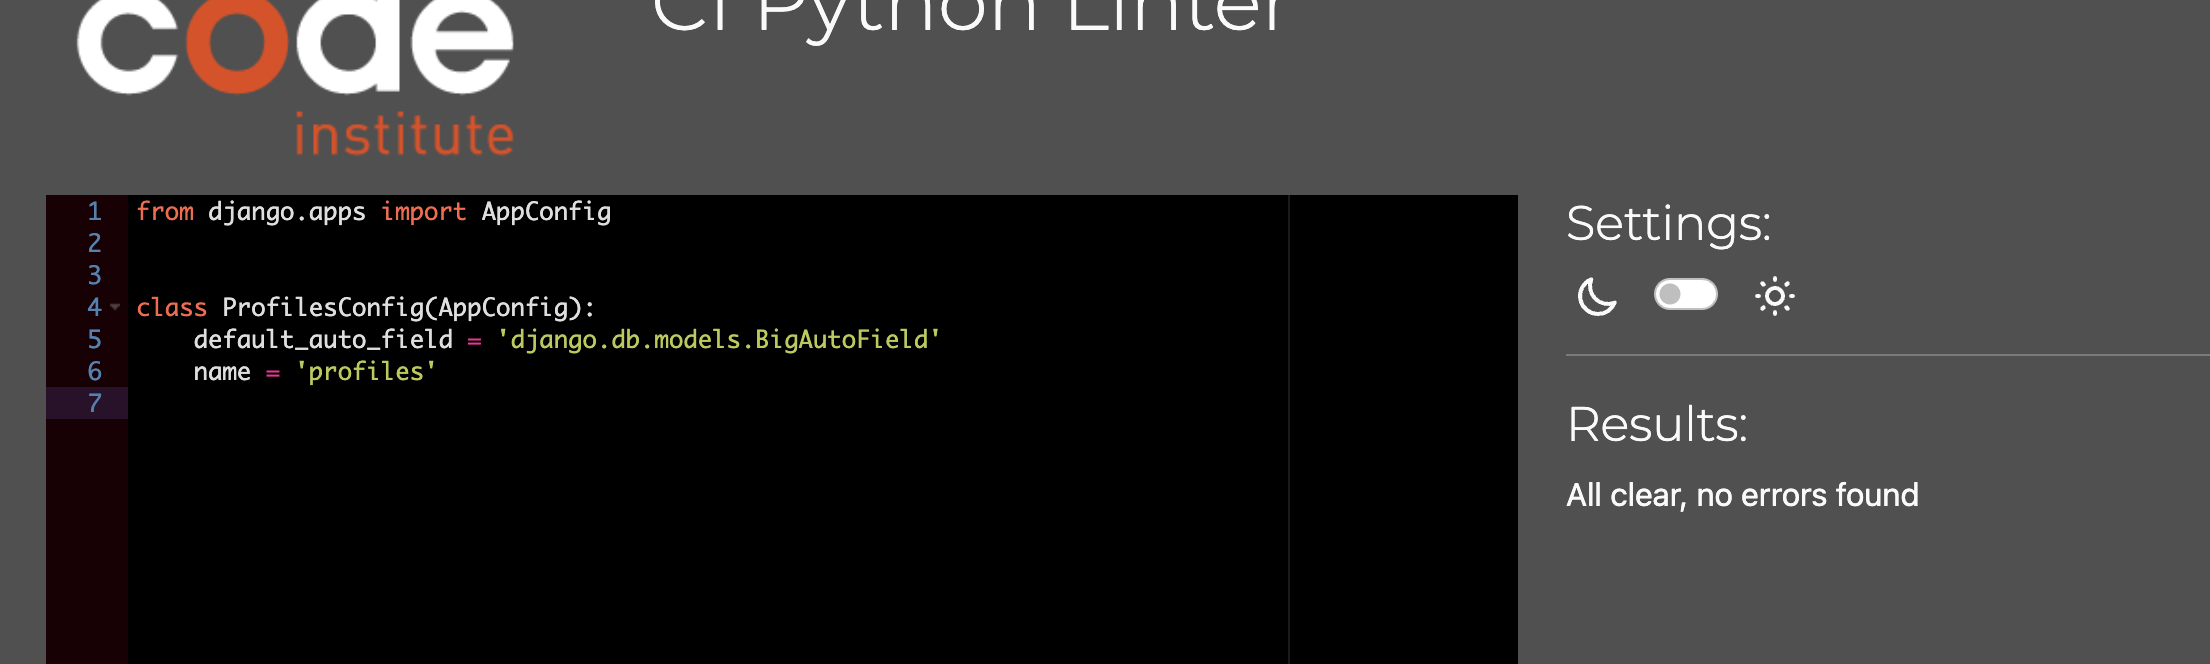 code
institute
CI Python Linter
1 from django.apps import AppConfig
2
3
4 class ProfilesConfig(AppConfig):
5     default_auto_field = 'django.db.models.BigAutoField'
6     name = 'profiles'
7
Settings:
Results:
All clear, no errors found